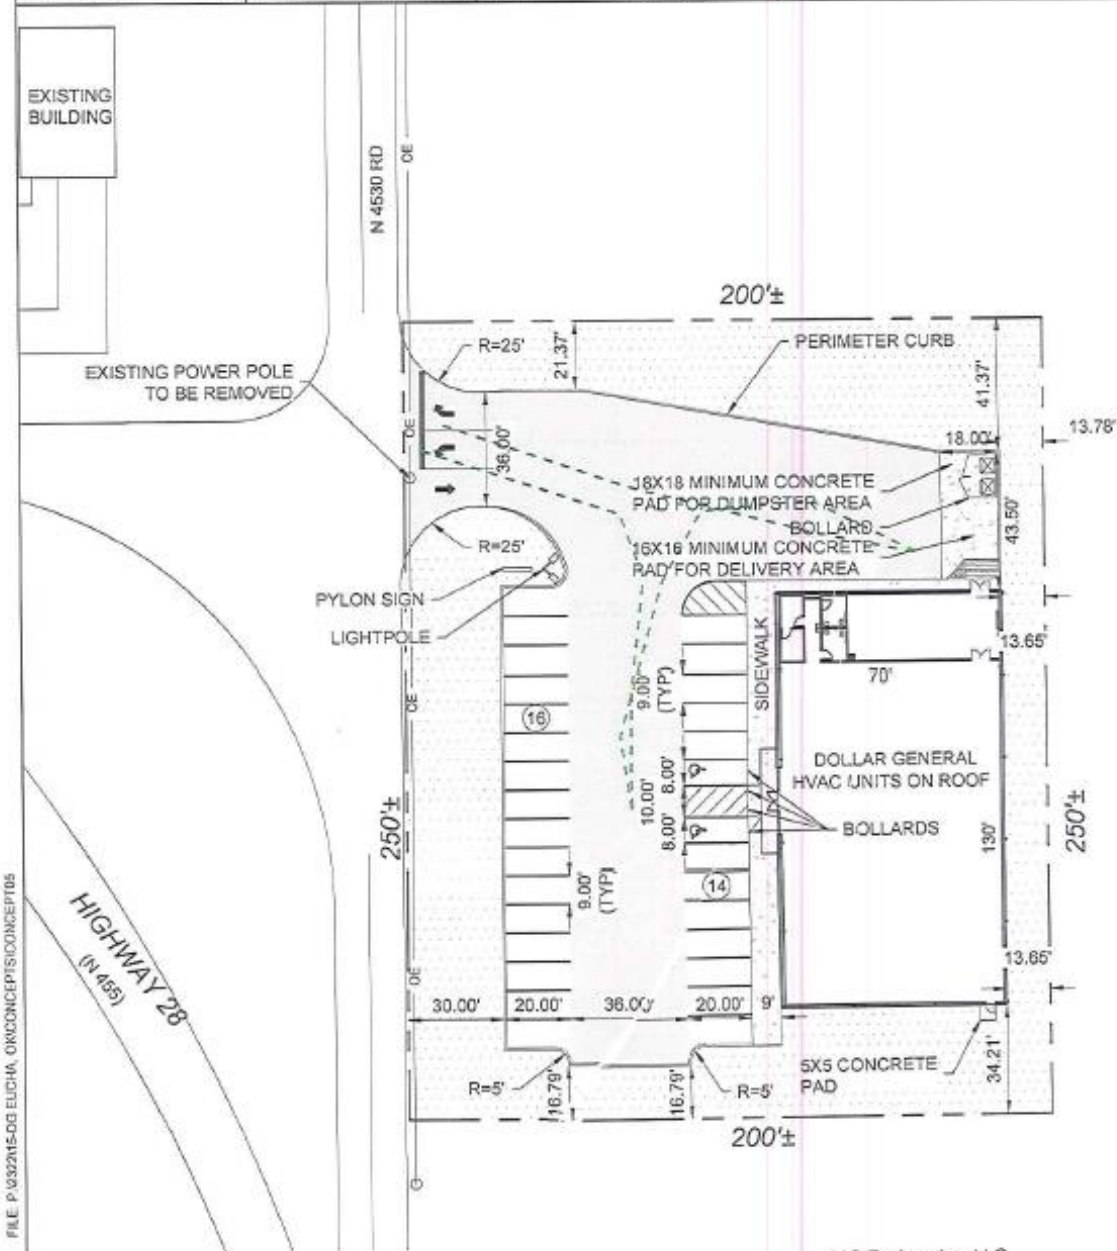 EXISTING
BUILDING
N 4530 RD
OE
200'±
R=25'
21.37'
PERIMETER CURB
EXISTING POWER POLE
TO BE REMOVED
41.37'
13.78'
OE
36.00'
18.00'
18X18 MINIMUM CONCRETE
PAD FOR DUMPSTER AREA
BOLLARD
43.50'
16X16 MINIMUM CONCRETE
PAD FOR DELIVERY AREA
R=25'
PYLON SIGN
LIGHTPOLE
SIDEWALK
13.65'
70'
9.00'
(TYP)
OE
16
DOLLAR GENERAL
HVAC UNITS ON ROOF
8.00'
10.00'
8.00'
BOLLARDS
250'±
130'
250'±
14
9.00'
(TYP)
HIGHWAY 28
(N 455)
OE
13.65'
30.00'
20.00'
36.00'
20.00'
9'
5X5 CONCRETE
PAD
34.21'
R=5'
16.79'
16.79'
R=5'
200'±